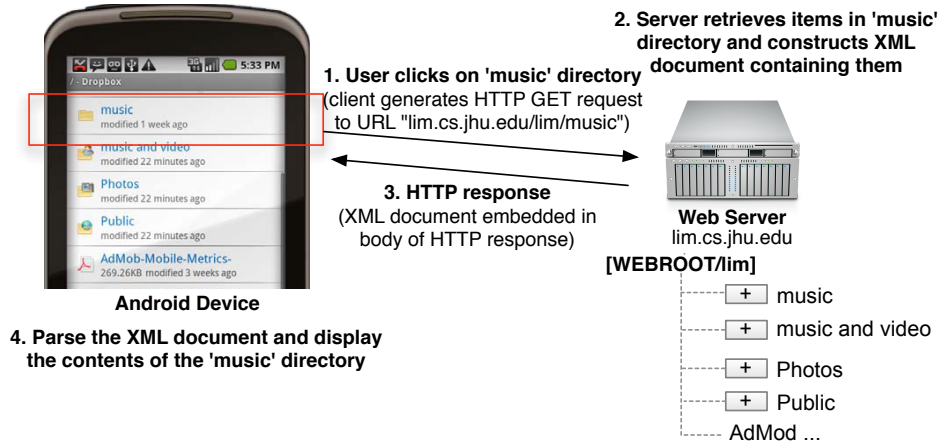 5:33 PM
/ - Dropbox
music
modified 1 week ago
music and video
modified 22 minutes ago
Photos
modified 22 minutes ago
Public
modified 22 minutes ago
AdMob-Mobile-Metrics-
269.26KB modified 3 weeks ago
Android Device
4. Parse the XML document and display
the contents of the 'music' directory
1. User clicks on 'music' directory
(client generates HTTP GET request
to URL "lim.cs.jhu.edu/lim/music")
3. HTTP response
(XML document embedded in
body of HTTP response)
2. Server retrieves items in 'music'
directory and constructs XML
document containing them
Web Server
lim.cs.jhu.edu
[WEBROOT/lim]
+ music
+ music and video
+ Photos
+ Public
AdMod ...